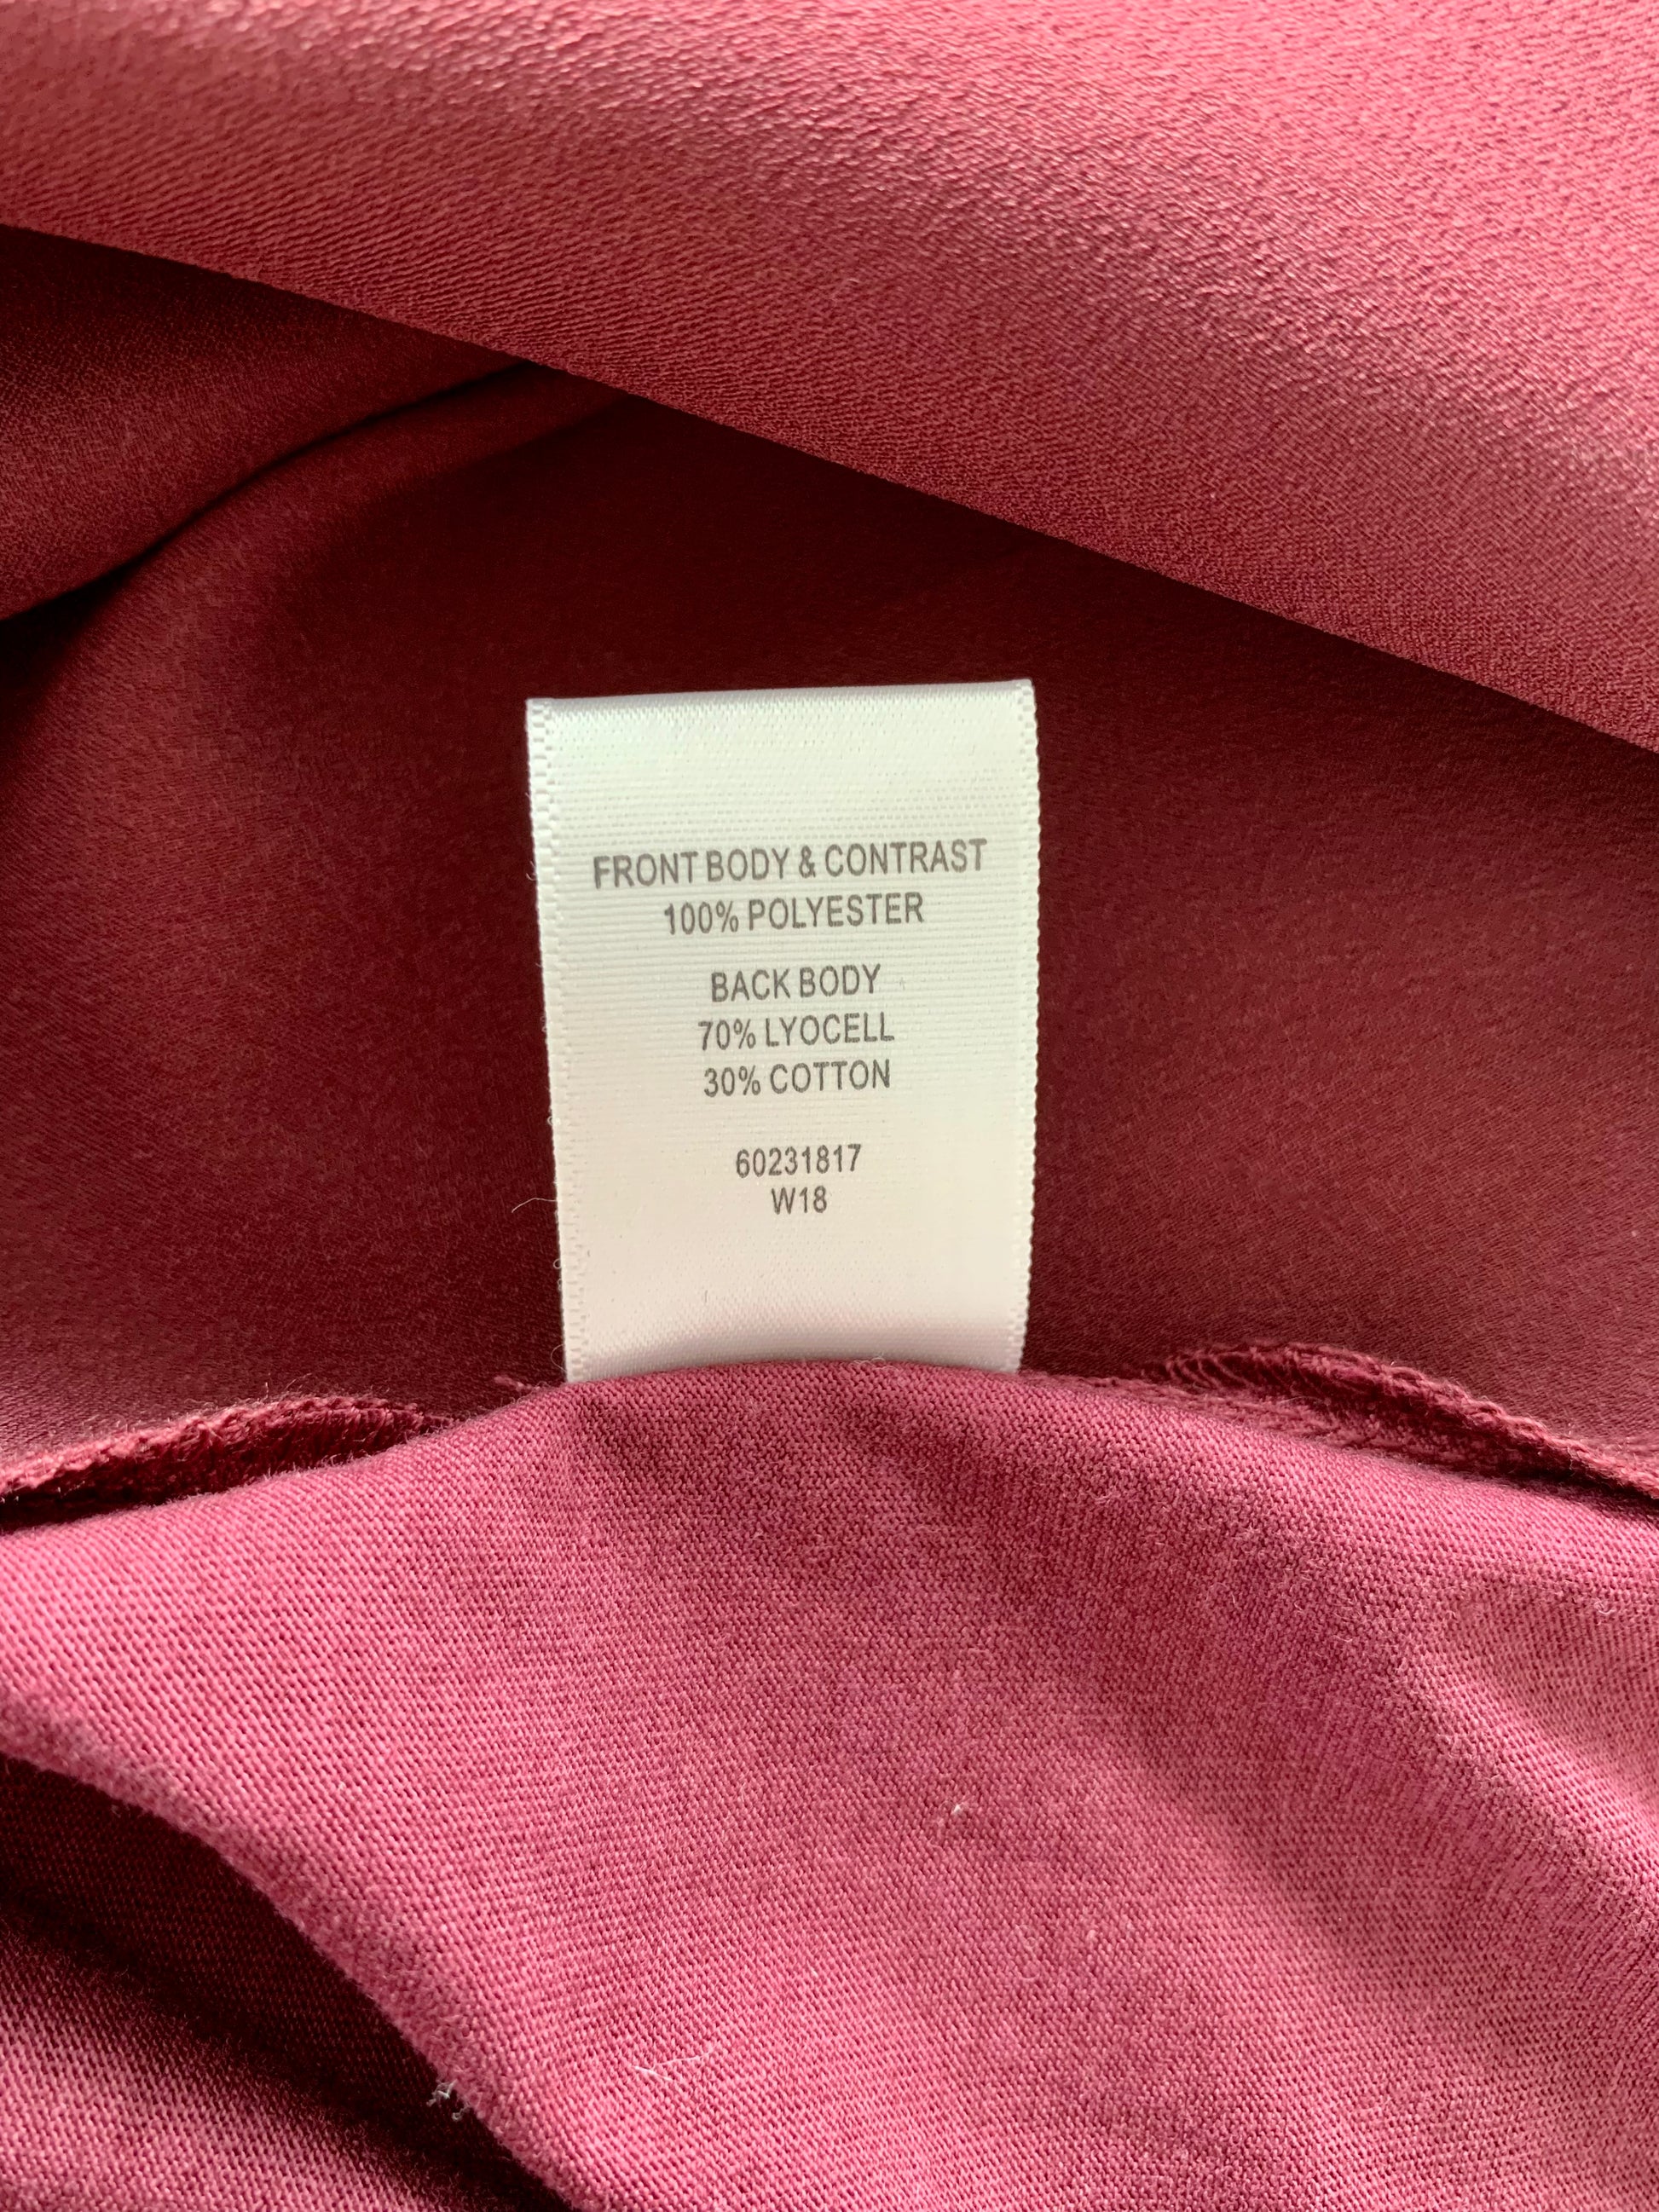 FRONT BODY & CONTRAST
100% POLYESTER
BACK BODY
70% LYOCELL
30% COTTON
60231817
W18